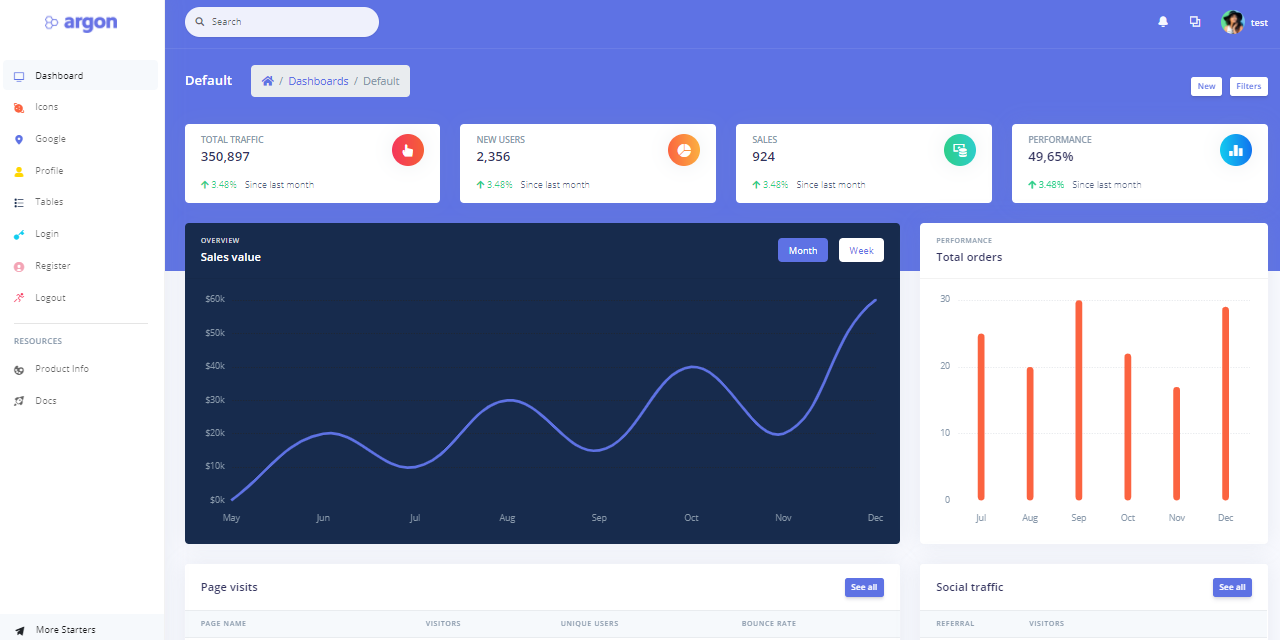 argon
Search
test
Dashboard
Icons
Google
Profile
Tables
Login
Register
Logout
RESOURCES
Product Info
Docs
More Starters
Default
/ Dashboards / Default
New
Filters
TOTAL TRAFFIC
350,897
3.48% Since last month
NEW USERS
2,356
3.48% Since last month
SALES
924
3.48% Since last month
PERFORMANCE
49,65%
3.48% Since last month
OVERVIEW
Sales value
Month
Week
$60k
$50k
$40k
$30k
$20k
$10k
$0k
May Jun Jul Aug Sep Oct Nov Dec
PERFORMANCE
Total orders
30
20
10
0
Jul Aug Sep Oct Nov Dec
Page visits
See all
PAGE NAME VISITORS UNIQUE USERS BOUNCE RATE
Social traffic
See all
REFERRAL VISITORS